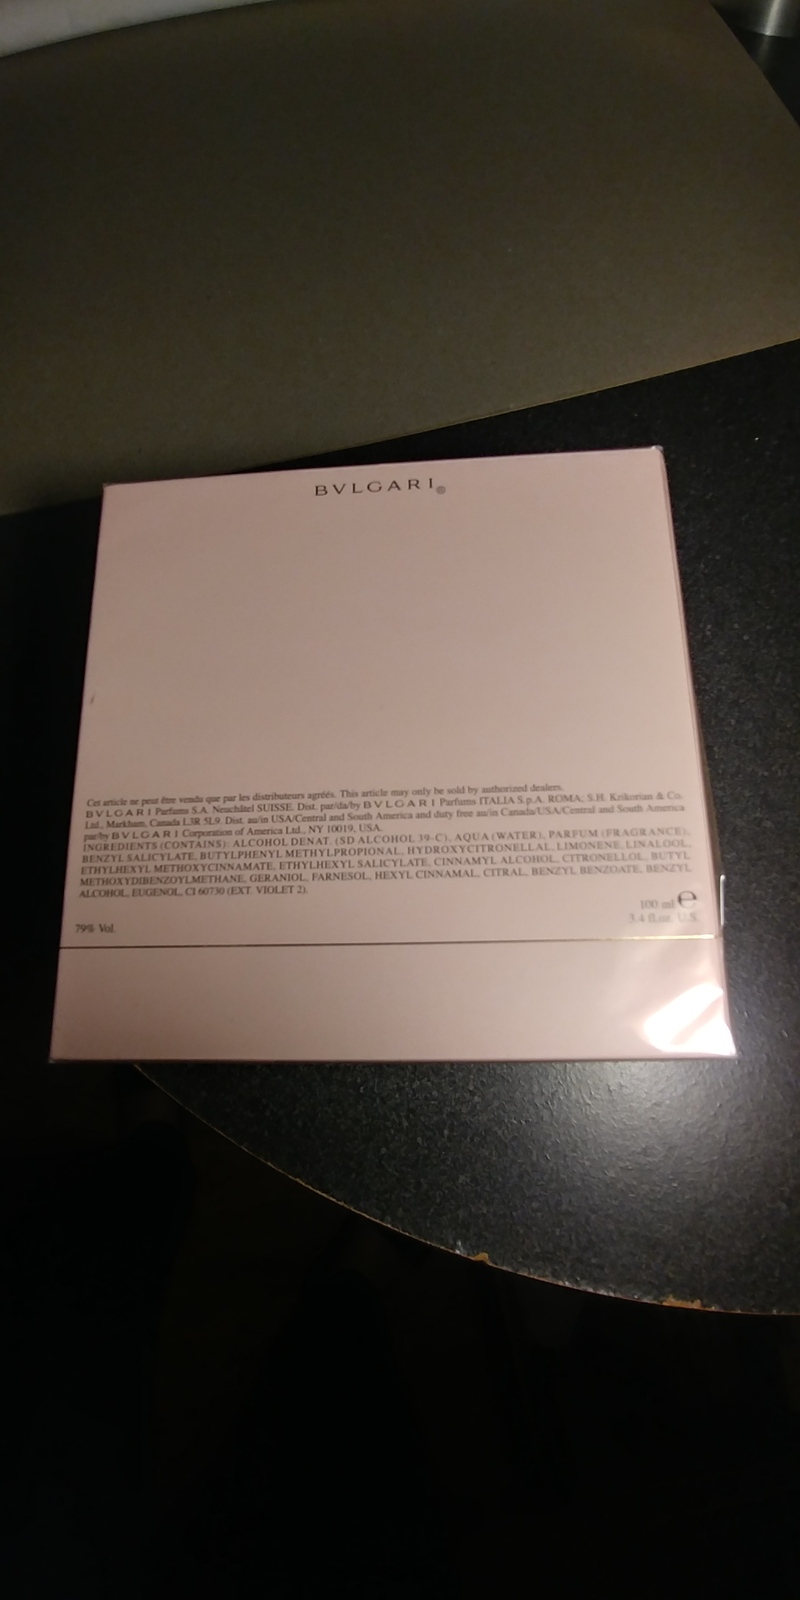 BVLGARI®
Cet article ne peut être vendu que par les distributeurs agréés. This article may only be sold by authorized dealers.
BVLGARI Parfums S.A. Neuchâtel SUISSE. Dist. par/da/by BVLGARI Parfums ITALIA S.p.A. ROMA; S.H. Krikorian & Co.
Ltd., Markham, Canada L3R 5L9. Dist. au/in USA/Central and South America and duty free au/in Canada/USA/Central and South America
par/by BVLGARI Corporation of America Ltd., NY 10019, USA.
INGREDIENTS (CONTAINS): ALCOHOL DENAT. (SD ALCOHOL 39-C), AQUA (WATER), PARFUM (FRAGRANCE),
BENZYL SALICYLATE, BUTYLPHENYL METHYLPROPIONAL, HYDROXYCITRONELLAL, LIMONENE, LINALOOL,
ETHYLHEXYL METHOXYCINNAMATE, ETHYLHEXYL SALICYLATE, CINNAMYL ALCOHOL, CITRONELLOL, BUTYL
METHOXYDIBENZOYLMETHANE, GERANIOL, FARNESOL, HEXYL CINNAMAL, CITRAL, BENZYL BENZOATE, BENZYL
ALCOHOL, EUGENOL, CI 60730 (EXT. VIOLET 2).
100 ml ℮
79% Vol.
3.4 fl.oz. U.S.